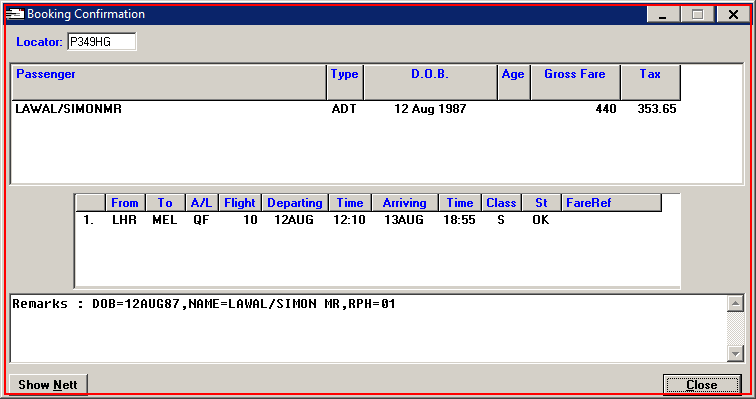 Booking Confirmation
Locator: P349HG
Passenger Type D.O.B. Age Gross Fare Tax
LAWAL/SIMONMR ADT 12 Aug 1987 440 353.65
From To A/L Flight Departing Time Arriving Time Class St FareRef
1. LHR MEL QF 10 12AUG 12:10 13AUG 18:55 S OK
Remarks : DOB=12AUG87,NAME=LAWAL/SIMON MR,RPH=01
Show Nett Close